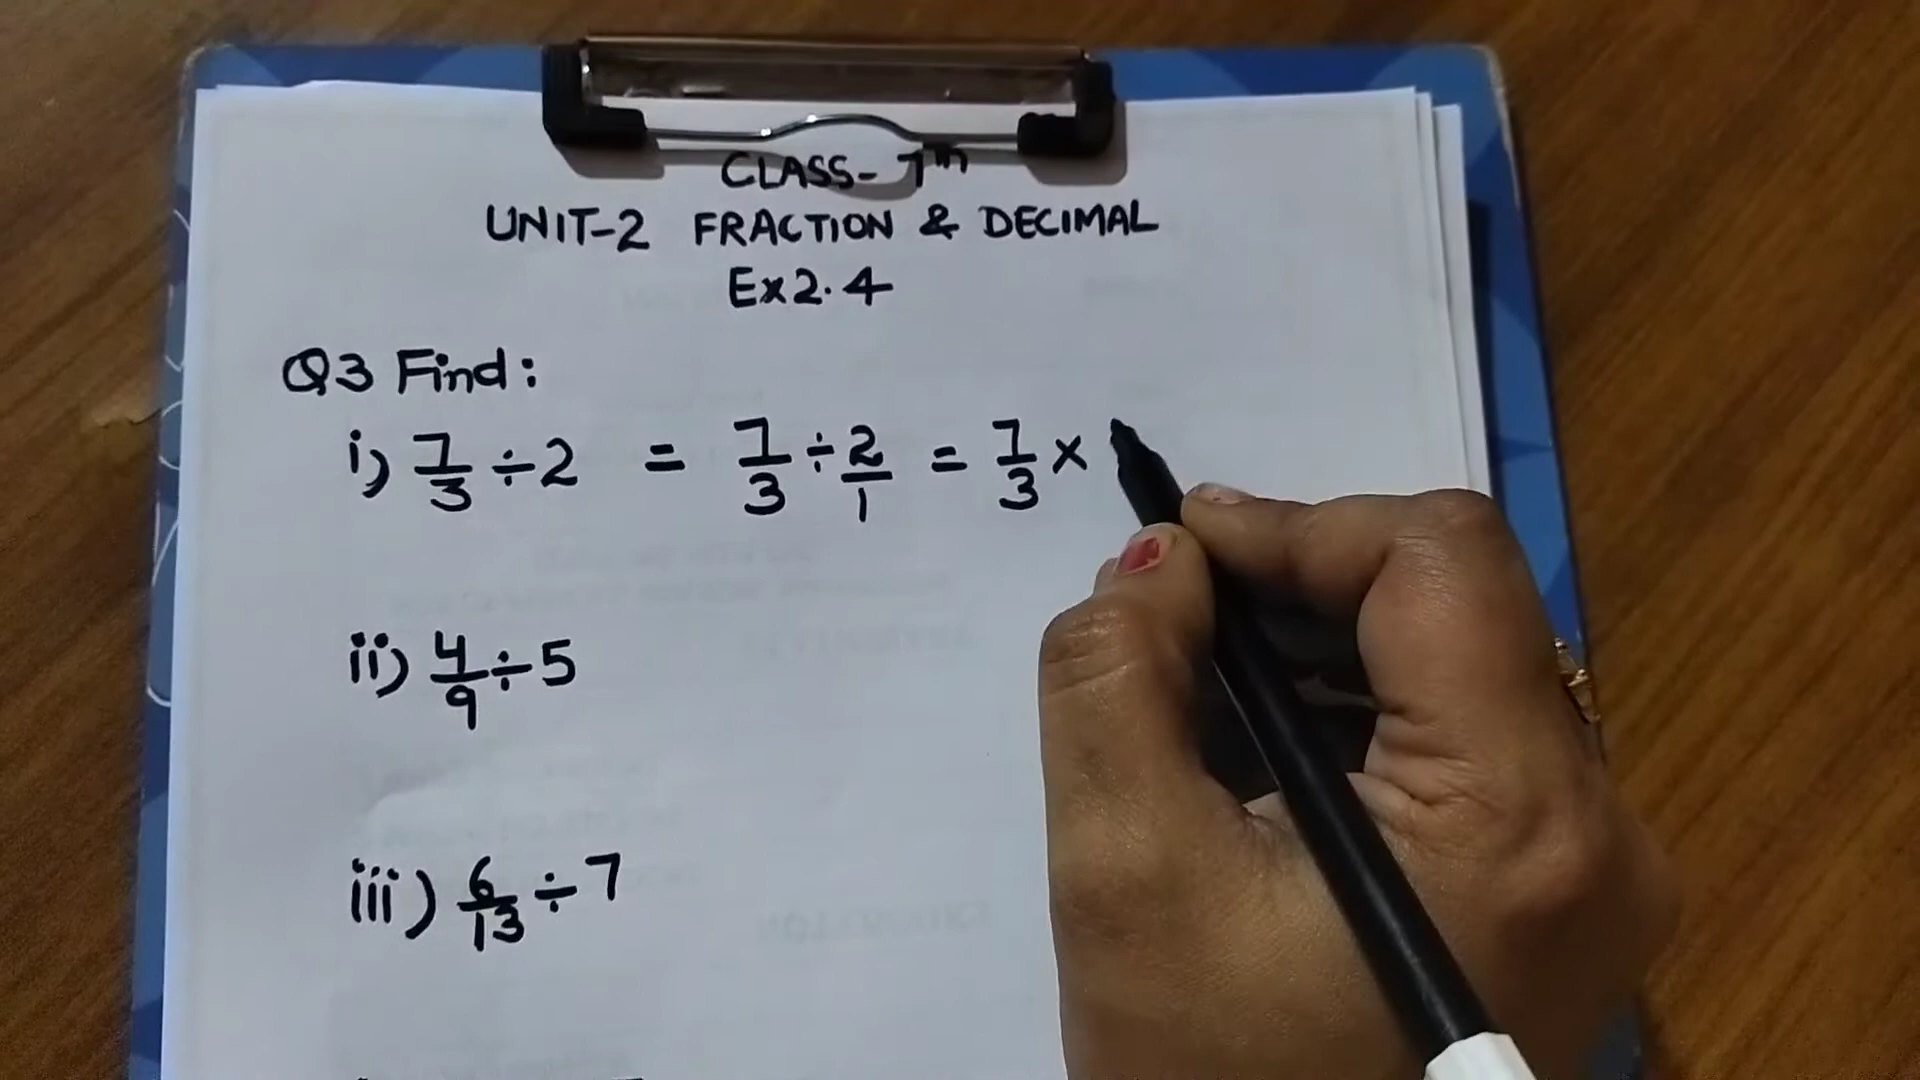 CLASS- 7th
UNIT-2 FRACTION & DECIMAL
Ex 2.4
Q3 Find:
i) 7/3 ÷ 2 = 7/3 ÷ 2/1 = 7/3 ×
ii) 4/9 ÷ 5
iii) 6/13 ÷ 7